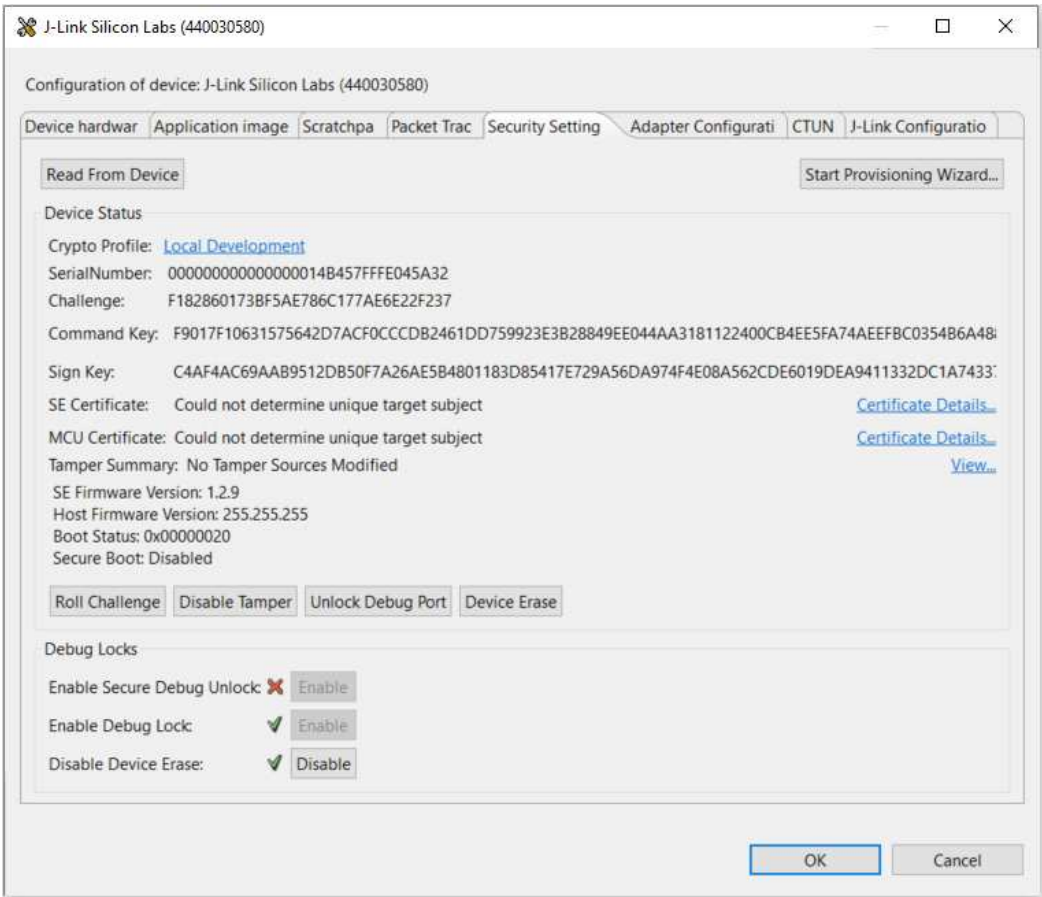 J-Link Silicon Labs (440030580)
Configuration of device: J-Link Silicon Labs (440030580)
Device hardwar Application image Scratchpa Packet Trac Security Setting Adapter Configurati CTUN J-Link Configuratio
Read From Device Start Provisioning Wizard...
Device Status
Crypto Profile: Local Development
SerialNumber: 000000000000000014B457FFFE045A32
Challenge: F182860173BF5AE786C177AE6E22F237
Command Key: F9017F10631575642D7ACF0CCCDB2461DD759923E3B28849EE044AA3181122400CB4EE5FA74AEEFBC0354B6A48
Sign Key: C4AF4AC69AAB9512DB50F7A26AE5B4801183D85417E729A56DA974F4E08A562CDE6019DEA9411332DC1A7433
SE Certificate: Could not determine unique target subject Certificate Details...
MCU Certificate: Could not determine unique target subject Certificate Details...
Tamper Summary: No Tamper Sources Modified View...
SE Firmware Version: 1.2.9
Host Firmware Version: 255.255.255
Boot Status: 0x00000020
Secure Boot: Disabled
Roll Challenge Disable Tamper Unlock Debug Port Device Erase
Debug Locks
Enable Secure Debug Unlock: Enable
Enable Debug Lock: Enable
Disable Device Erase: Disable
OK Cancel